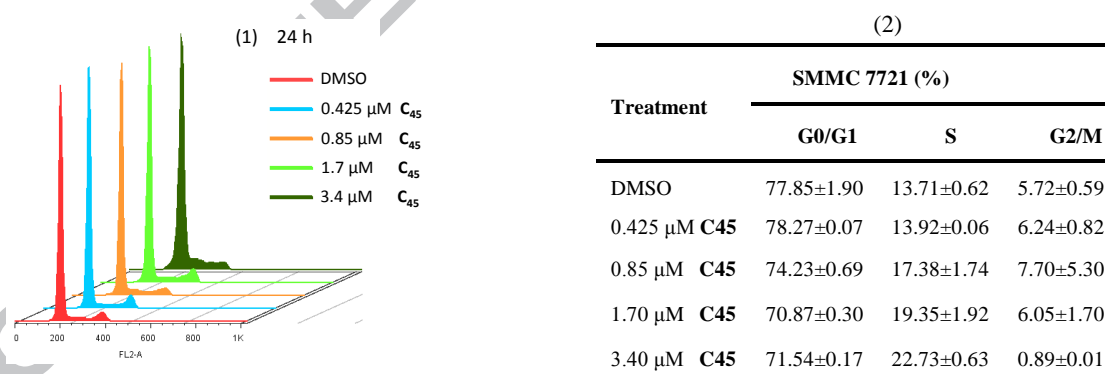 (1) 24 h
DMSO
0.425 μM C45
0.85 μM C45
1.7 μM C45
3.4 μM C45
0 200 400 600 800 1K
FL2-A
(2)
SMMC 7721 (%)
Treatment
G0/G1 S G2/M
DMSO 77.85±1.90 13.71±0.62 5.72±0.59
0.425 μM C45 78.27±0.07 13.92±0.06 6.24±0.82
0.85 μM C45 74.23±0.69 17.38±1.74 7.70±5.30
1.70 μM C45 70.87±0.30 19.35±1.92 6.05±1.70
3.40 μM C45 71.54±0.17 22.73±0.63 0.89±0.01